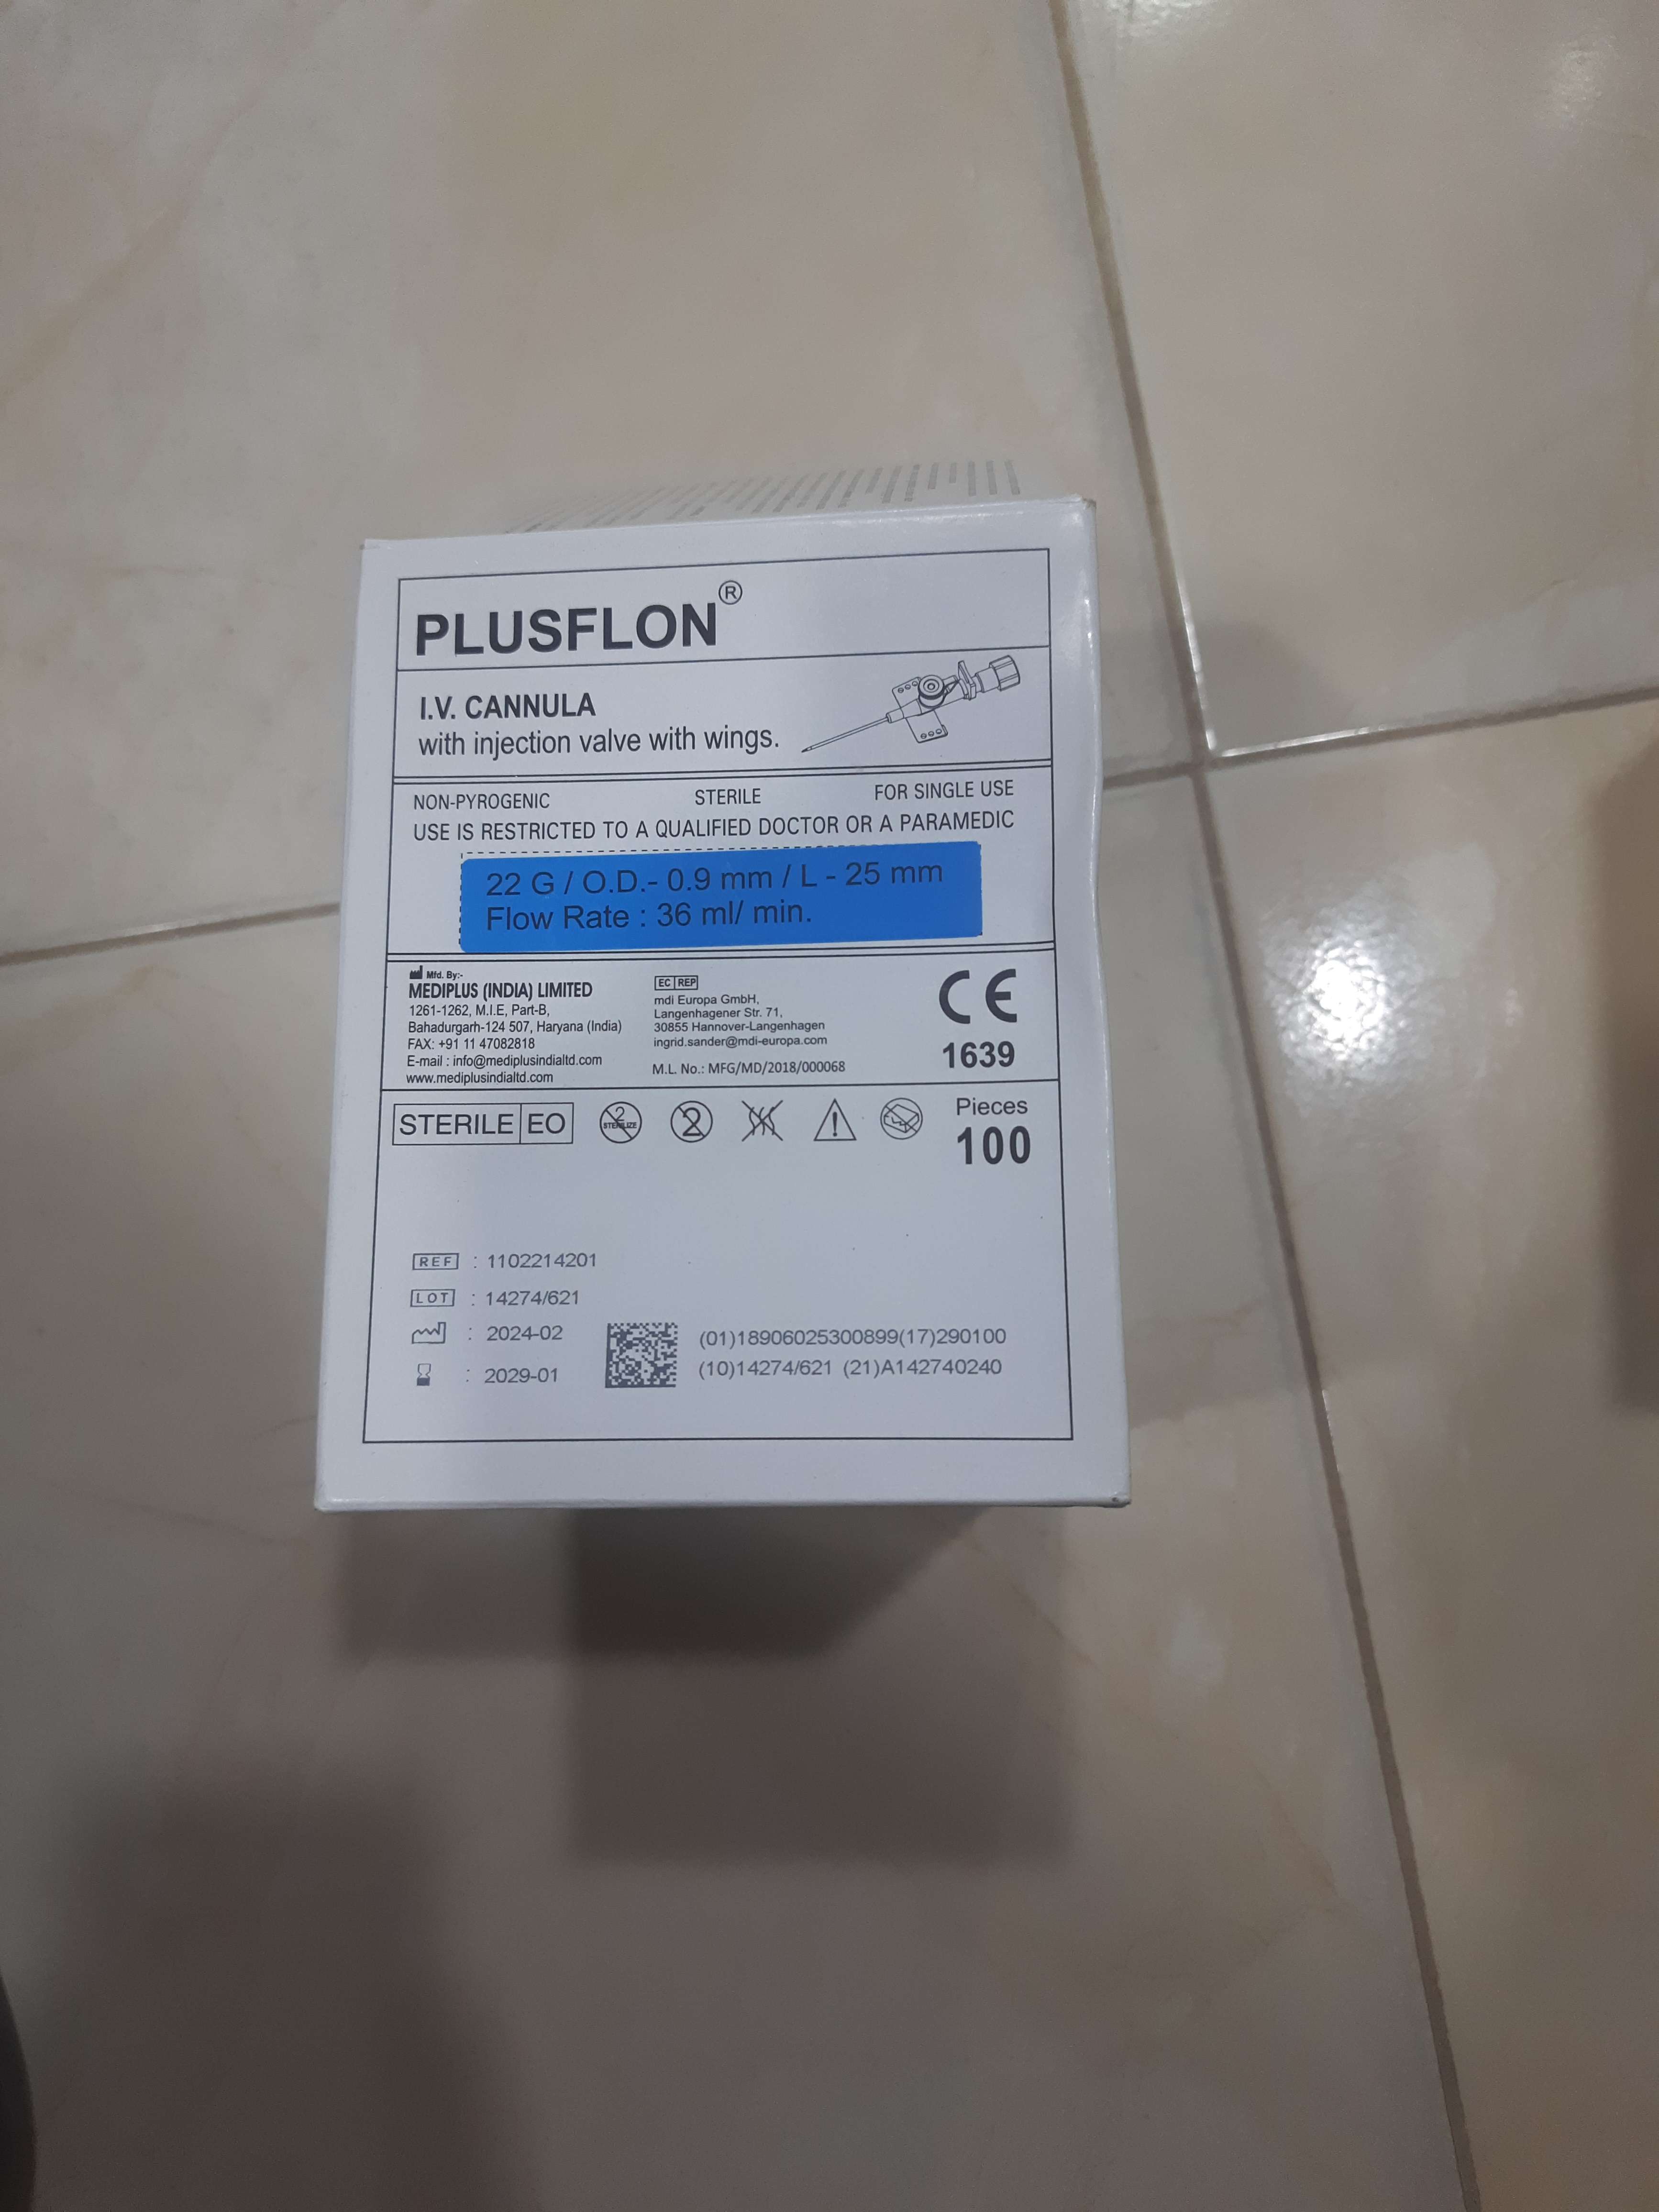 PLUSFLON®
I.V. CANNULA
with injection valve with wings.
NON-PYROGENIC STERILE FOR SINGLE USE
USE IS RESTRICTED TO A QUALIFIED DOCTOR OR A PARAMEDIC
22 G / O.D.- 0.9 mm / L - 25 mm
Flow Rate : 36 ml/ min.
Mfd. By:-
MEDIPLUS (INDIA) LIMITED
1261-1262, M.I.E, Part-B,
Bahadurgarh-124 507, Haryana (India)
FAX: +91 11 47082818
E-mail : info@mediplusindialtd.com
www.mediplusindialtd.com
EC REP
mdi Europa GmbH,
Langenhagener Str. 71,
30855 Hannover-Langenhagen
ingrid.sander@mdi-europa.com
M.L. No.: MFG/MD/2018/000068
CE
1639
STERILE EO
2
STERILIZE
2
Pieces
100
REF : 1102214201
LOT : 14274/621
: 2024-02
: 2029-01
(01)18906025300899(17)290100
(10)14274/621 (21)A142740240